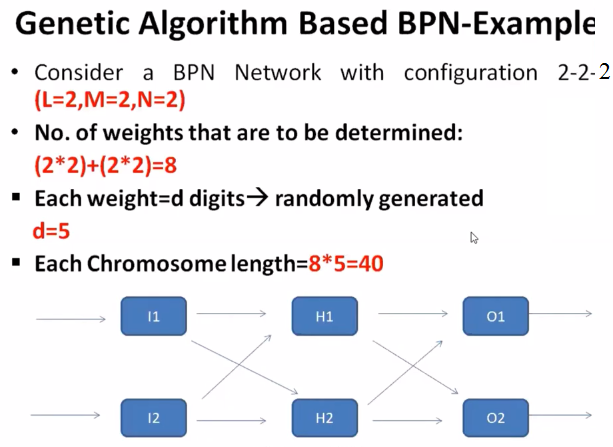 Genetic Algorithm Based BPN-Example
• Consider a BPN Network with configuration 2-2-2
(L=2,M=2,N=2)
• No. of weights that are to be determined:
(2*2)+(2*2)=8
▪ Each weight=d digits→ randomly generated
d=5
▪ Each Chromosome length=8*5=40
I1 H1 O1
I2 H2 O2